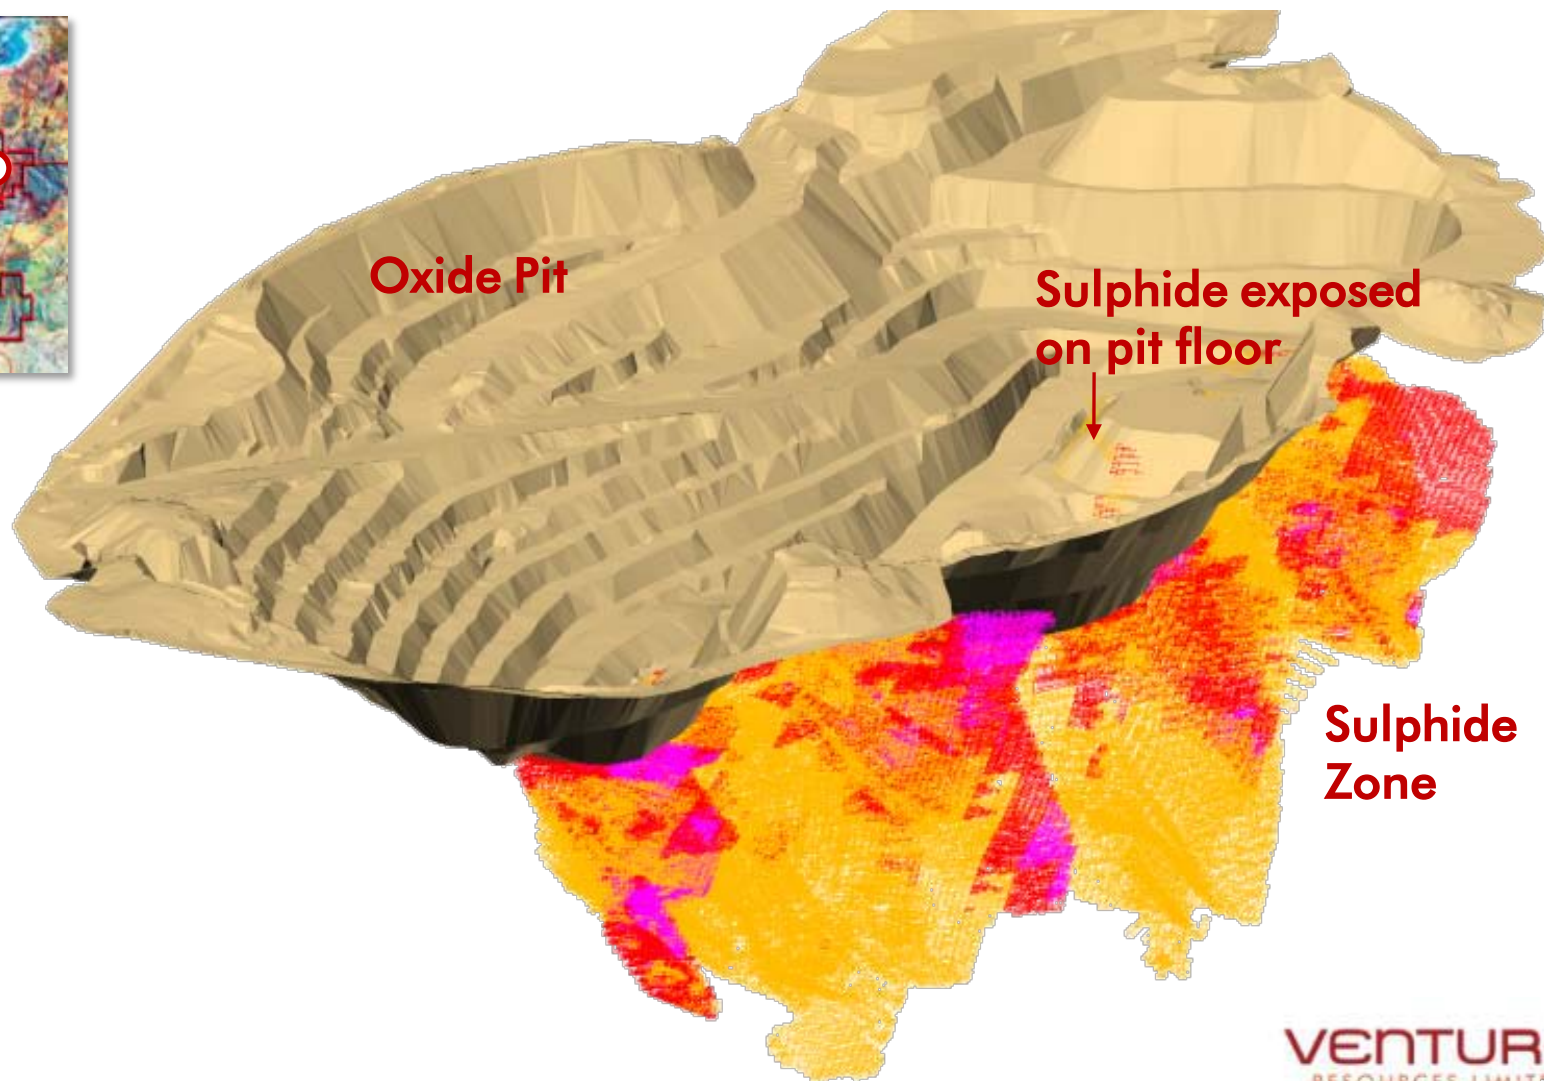 Oxide Pit
Sulphide exposed
on pit floor
Sulphide
Zone
VENTUR